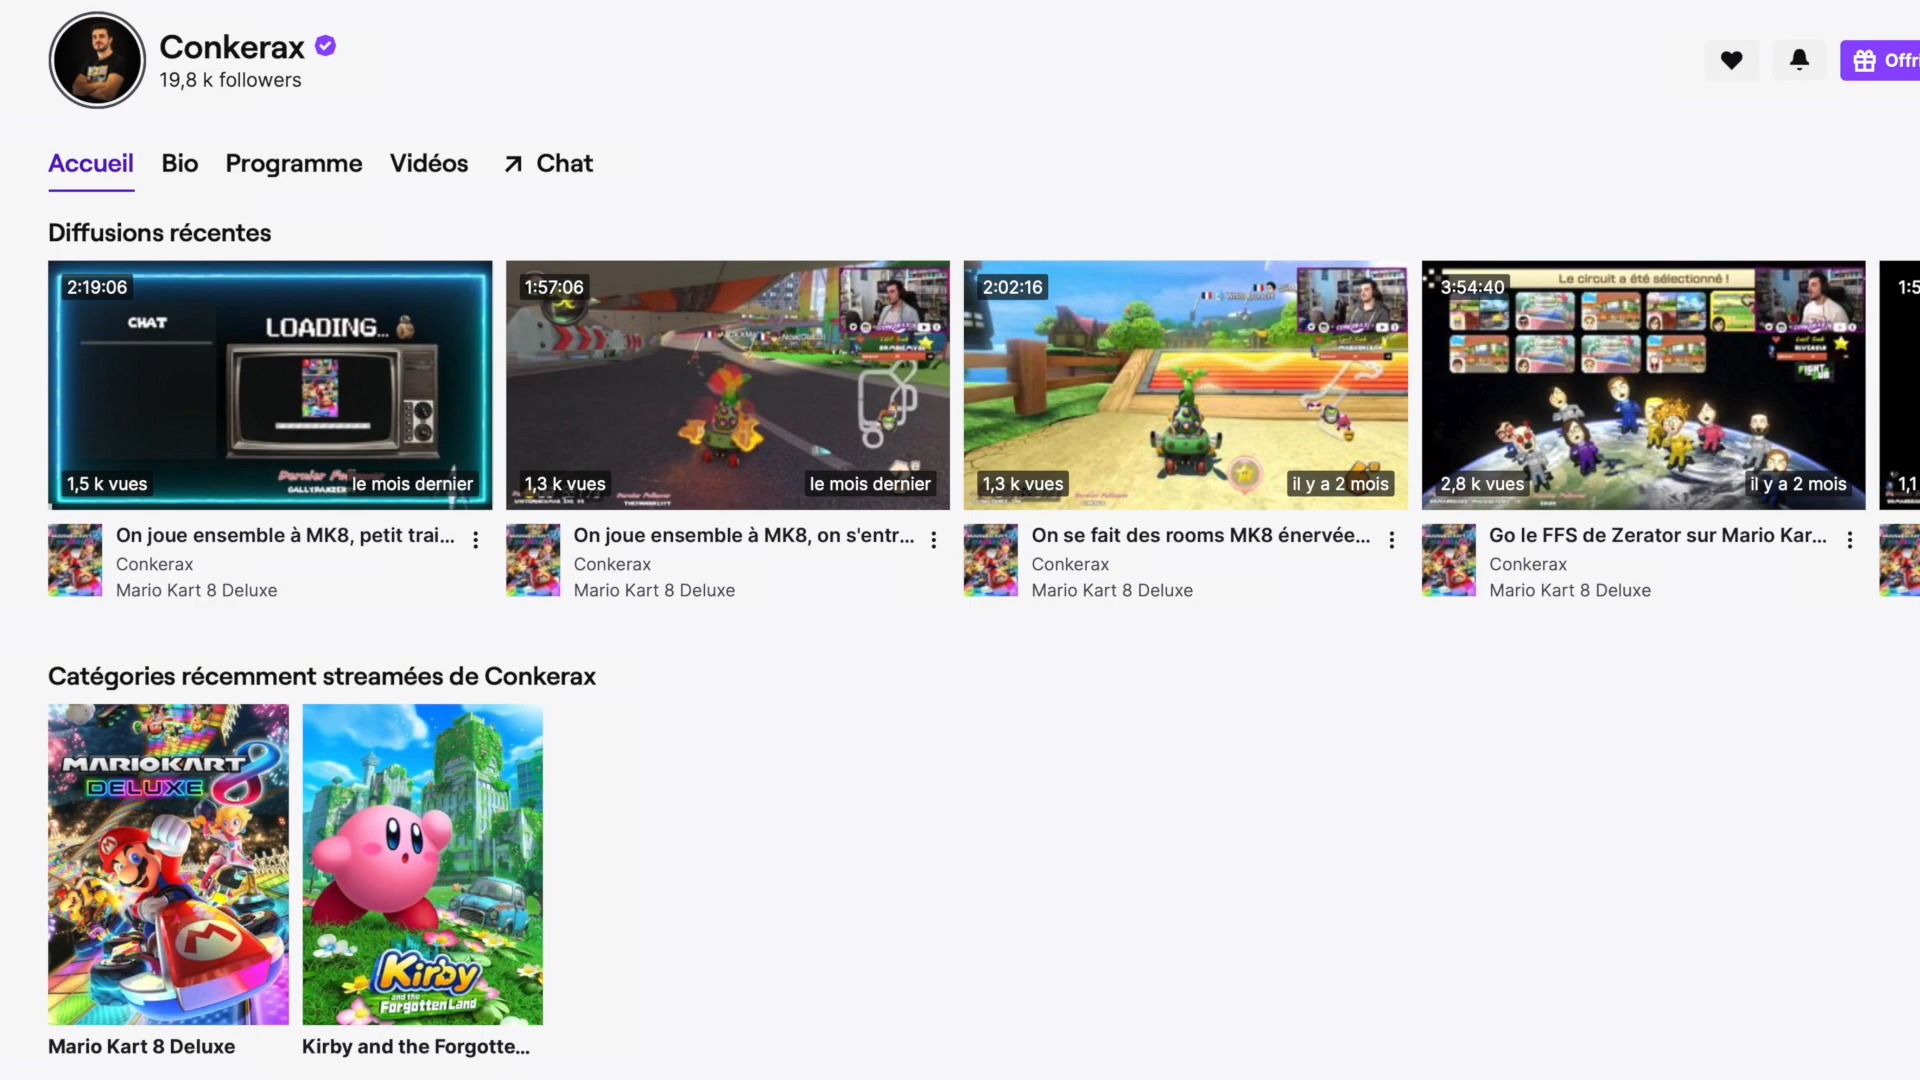 Conkerax
19,8 k followers
Offri
Accueil
Bio
Programme
Vidéos
Chat
Diffusions récentes
2:19:06
CHAT
LOADING...
1,5 k vues
le mois dernier
1:57:06
1,3 k vues
le mois dernier
2:02:16
1,3 k vues
il y a 2 mois
Le circuit a été sélectionné !
3:54:40
2,8 k vues
il y a 2 mois
1:5
1,1
On joue ensemble à MK8, petit trai...
Conkerax
Mario Kart 8 Deluxe
On joue ensemble à MK8, on s'entr...
Conkerax
Mario Kart 8 Deluxe
On se fait des rooms MK8 énervée...
Conkerax
Mario Kart 8 Deluxe
Go le FFS de Zerator sur Mario Kar...
Conkerax
Mario Kart 8 Deluxe
Catégories récemment streamées de Conkerax
MARIOKART 8
DELUXE
Kirby
and the
Forgotten Land
Mario Kart 8 Deluxe
Kirby and the Forgotte...